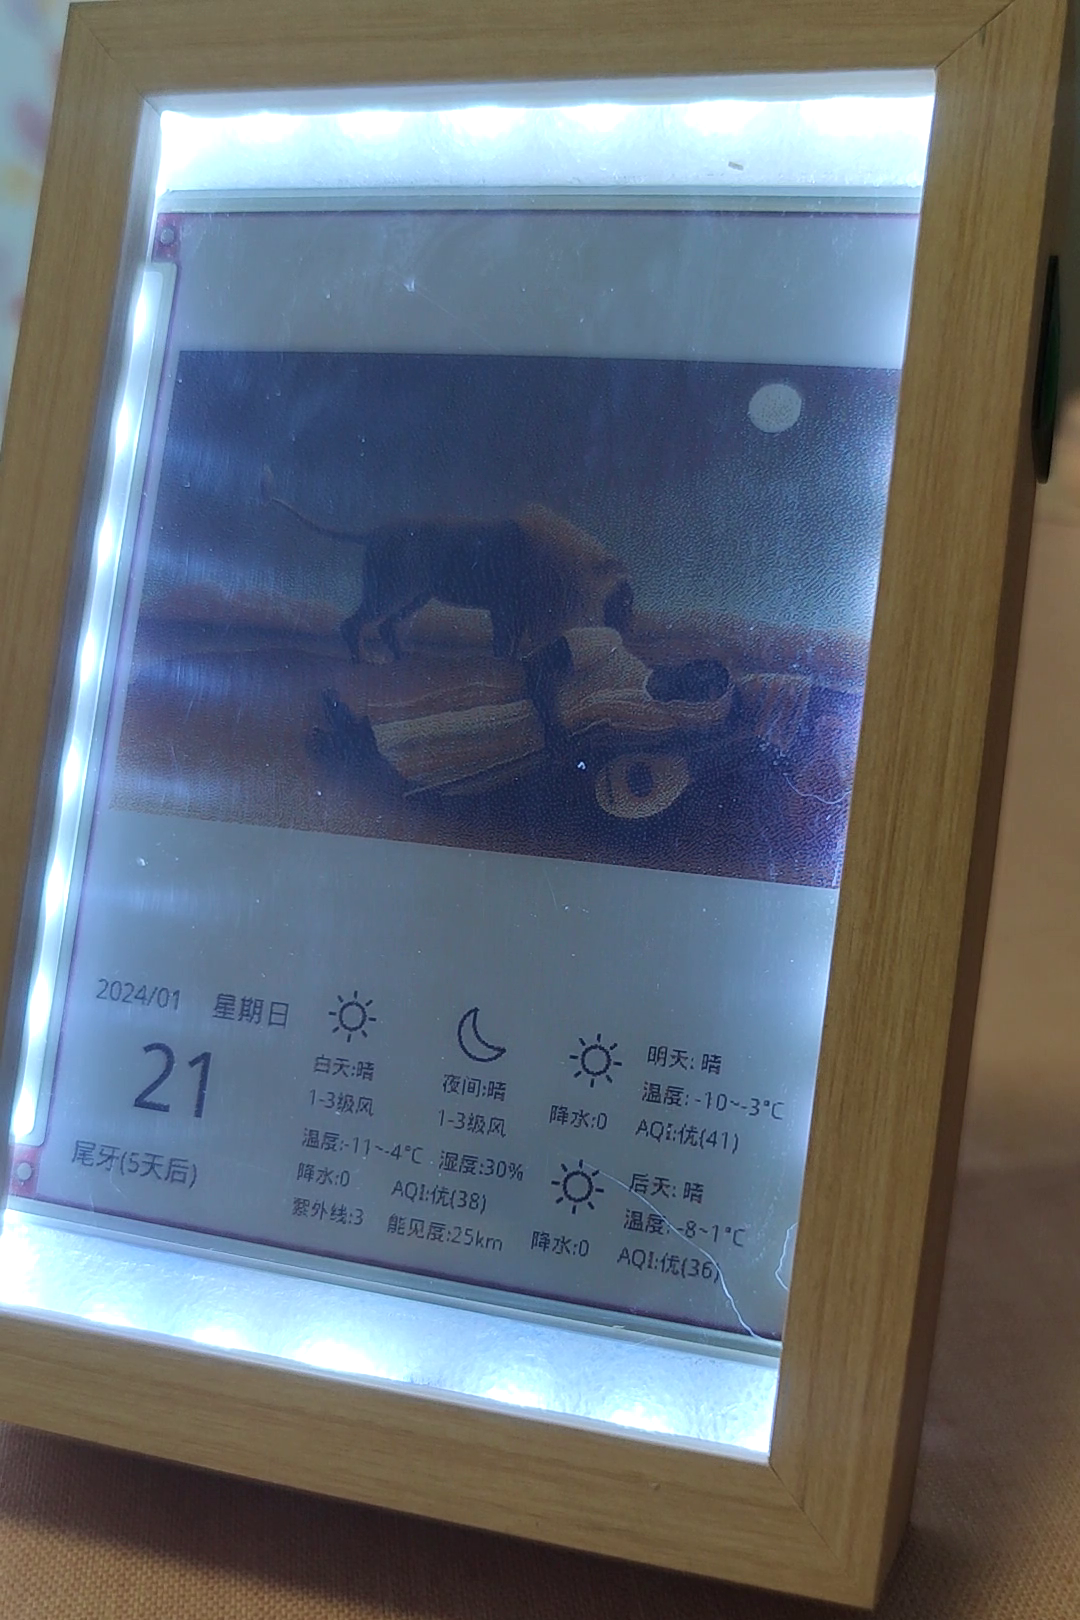 2024/01 星期日
21
尾牙(5天后)
白天:晴
1-3级风
夜间:晴
1-3级风
温度:-11~-4°C 湿度:30%
降水:0 AQI:优(38)
紫外线:3 能见度:25km
明天: 晴
温度: -10~-3°C
降水:0 AQI:优(41)
后天: 晴
温度: -8~1°C
降水:0 AQI:优(36)